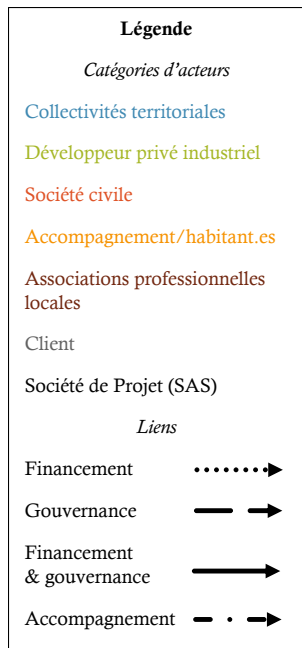 Légende
Catégories d'acteurs
Collectivités territoriales
Développeur privé industriel
Société civile
Accompagnement/habitant.es
Associations professionnelles
locales
Client
Société de Projet (SAS)
Liens
Financement
Gouvernance
Financement
& gouvernance
Accompagnement